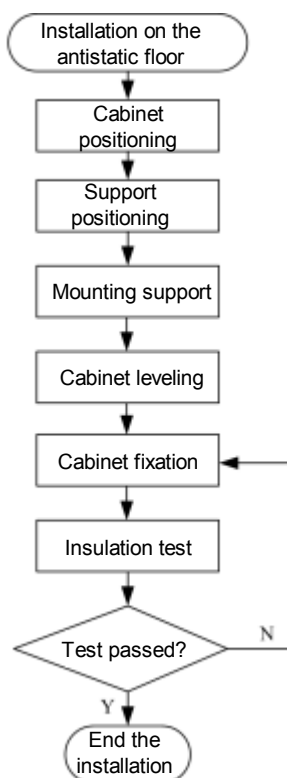 Installation on the
antistatic floor
Cabinet
positioning
Support
positioning
Mounting support
Cabinet leveling
Cabinet fixation
Insulation test
Test passed?
N
Y
End the
installation